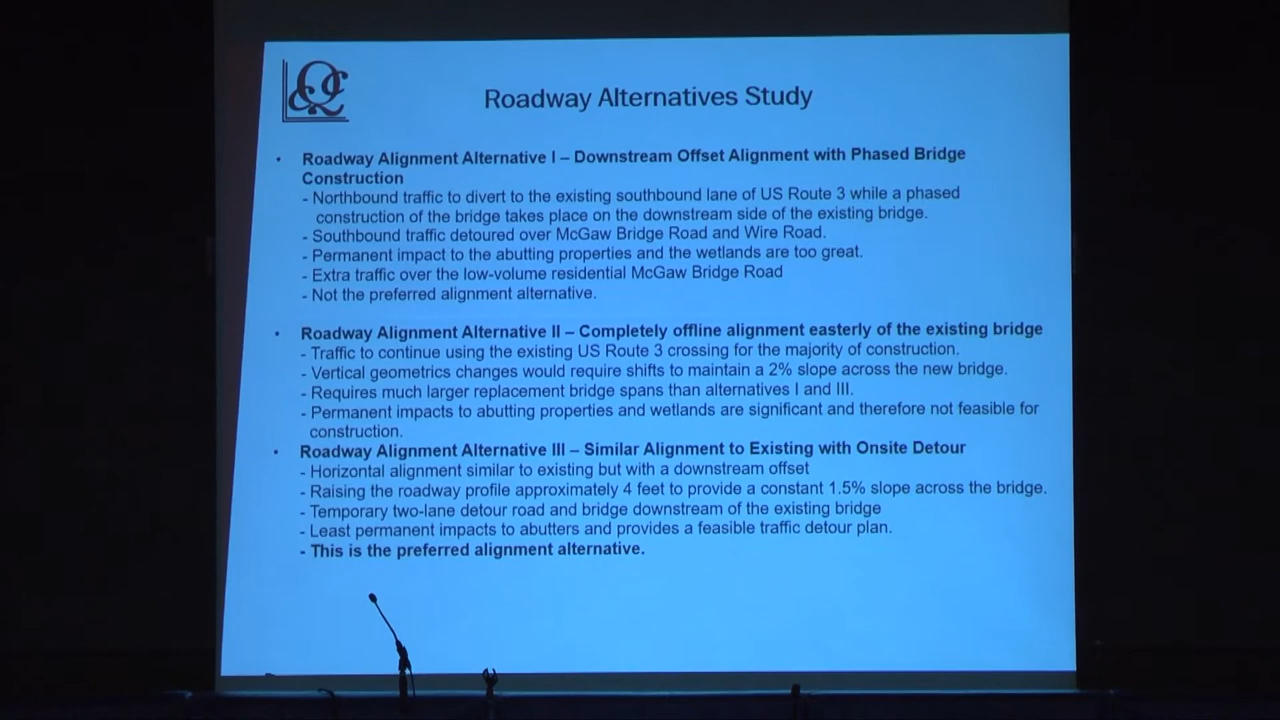 Roadway Alternatives Study
• Roadway Alignment Alternative I – Downstream Offset Alignment with Phased Bridge
Construction
- Northbound traffic to divert to the existing southbound lane of US Route 3 while a phased
construction of the bridge takes place on the downstream side of the existing bridge.
- Southbound traffic detoured over McGaw Bridge Road and Wire Road.
- Permanent impact to the abutting properties and the wetlands are too great.
- Extra traffic over the low-volume residential McGaw Bridge Road
- Not the preferred alignment alternative.
• Roadway Alignment Alternative II – Completely offline alignment easterly of the existing bridge
- Traffic to continue using the existing US Route 3 crossing for the majority of construction.
- Vertical geometrics changes would require shifts to maintain a 2% slope across the new bridge.
- Requires much larger replacement bridge spans than alternatives I and III.
- Permanent impacts to abutting properties and wetlands are significant and therefore not feasible for
construction.
• Roadway Alignment Alternative III – Similar Alignment to Existing with Onsite Detour
- Horizontal alignment similar to existing but with a downstream offset
- Raising the roadway profile approximately 4 feet to provide a constant 1.5% slope across the bridge.
- Temporary two-lane detour road and bridge downstream of the existing bridge
- Least permanent impacts to abutters and provides a feasible traffic detour plan.
- This is the preferred alignment alternative.